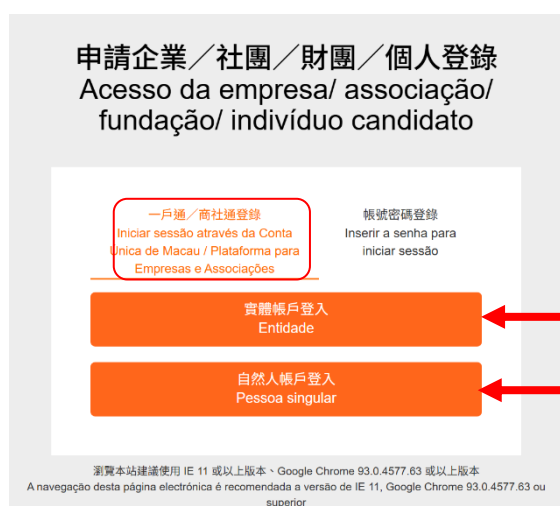 申請企業／社團／財團／個人登錄
Acesso da empresa/ associação/
fundação/ indivíduo candidato
一戶通／商社通登錄
Iniciar sessão através da Conta
Única de Macau / Plataforma para
Empresas e Associações
帳號密碼登錄
Inserir a senha para
iniciar sessão
實體帳戶登入
Entidade
自然人帳戶登入
Pessoa singular
瀏覽本站建議使用 IE 11 或以上版本、Google Chrome 93.0.4577.63 或以上版本
A navegação desta página electrónica é recomendada a versão de IE 11, Google Chrome 93.0.4577.63 ou
superior